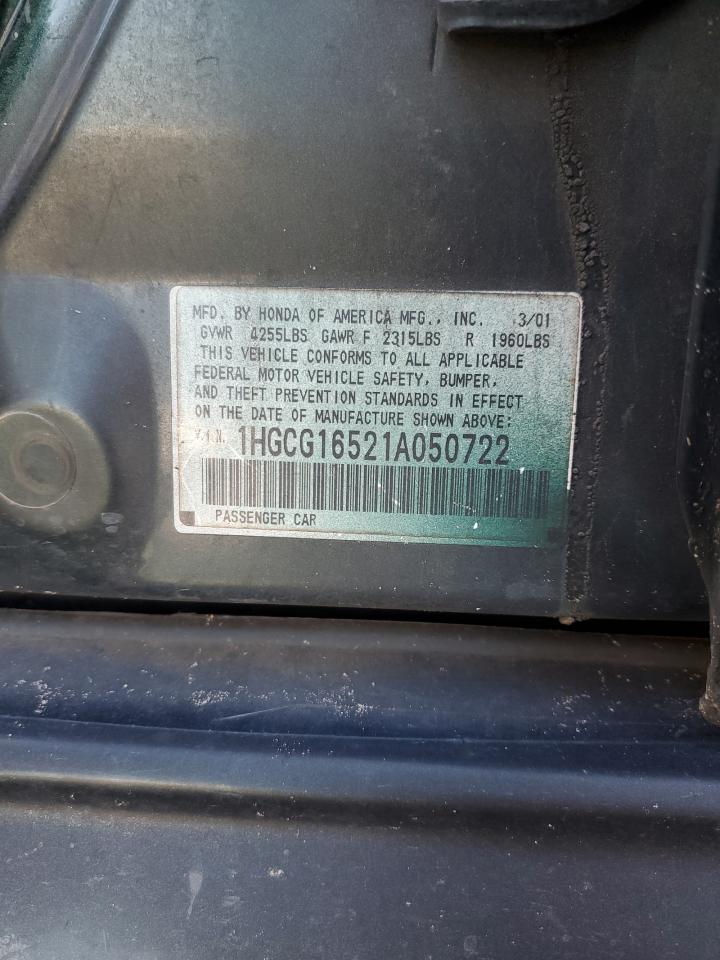 MFD. BY HONDA OF AMERICA MFG., INC. 3/01
GVWR 4255LBS GAWR F 2315LBS R 1960LBS
THIS VEHICLE CONFORMS TO ALL APPLICABLE
FEDERAL MOTOR VEHICLE SAFETY, BUMPER,
AND THEFT PREVENTION STANDARDS IN EFFECT
ON THE DATE OF MANUFACTURE SHOWN ABOVE:
V.I.N. 1HGCG16521A050722
PASSENGER CAR